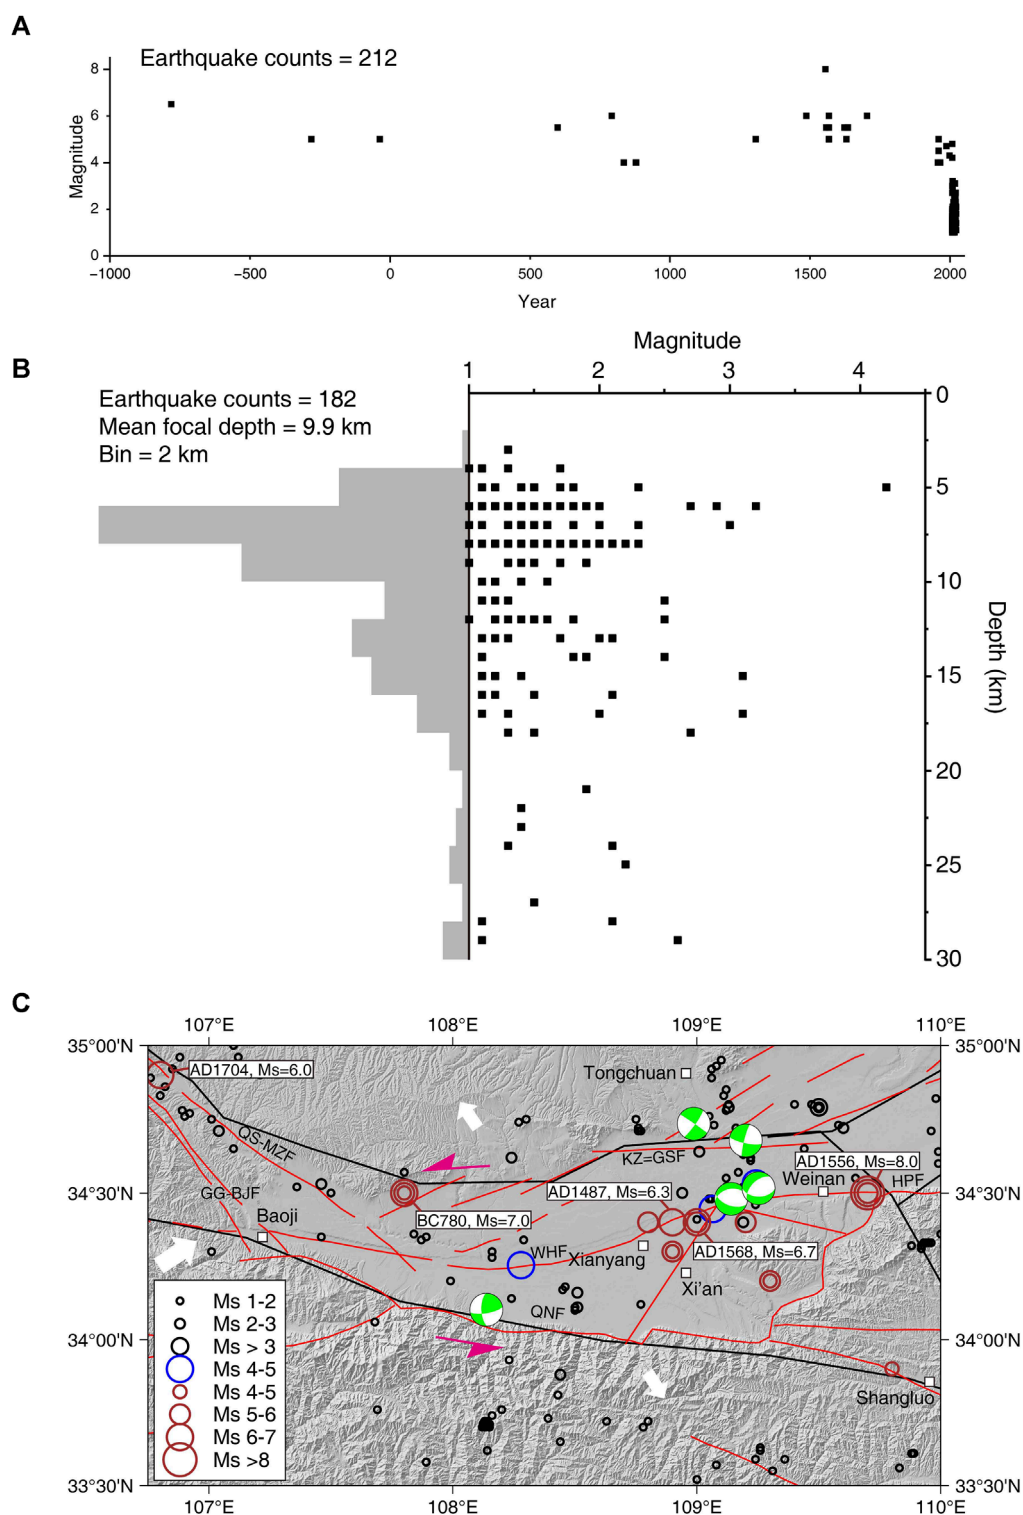 A
Earthquake counts = 212
Magnitude
8
6
4
2
0
−1000
−500
0
500
1000
1500
2000
Year
B
Magnitude
1
2
3
4
Earthquake counts = 182
Mean focal depth = 9.9 km
Bin = 2 km
0
5
10
15
20
25
30
Depth (km)
C
107°E
108°E
109°E
110°E
35°00'N
35°00'N
AD1704, Ms=6.0
Tongchuan
QS-MZF
KZ=GSF
AD1556, Ms=8.0
Weinan
HPF
34°30'N
34°30'N
GG-BJF
AD1487, Ms=6.3
Baoji
BC780, Ms=7.0
WHF
Xianyang
AD1568, Ms=6.7
Xi'an
QNF
34°00'N
34°00'N
Ms 1-2
Ms 2-3
Ms > 3
Ms 4-5
Ms 4-5
Ms 5-6
Ms 6-7
Ms >8
Shangluo
33°30'N
33°30'N
107°E
108°E
109°E
110°E